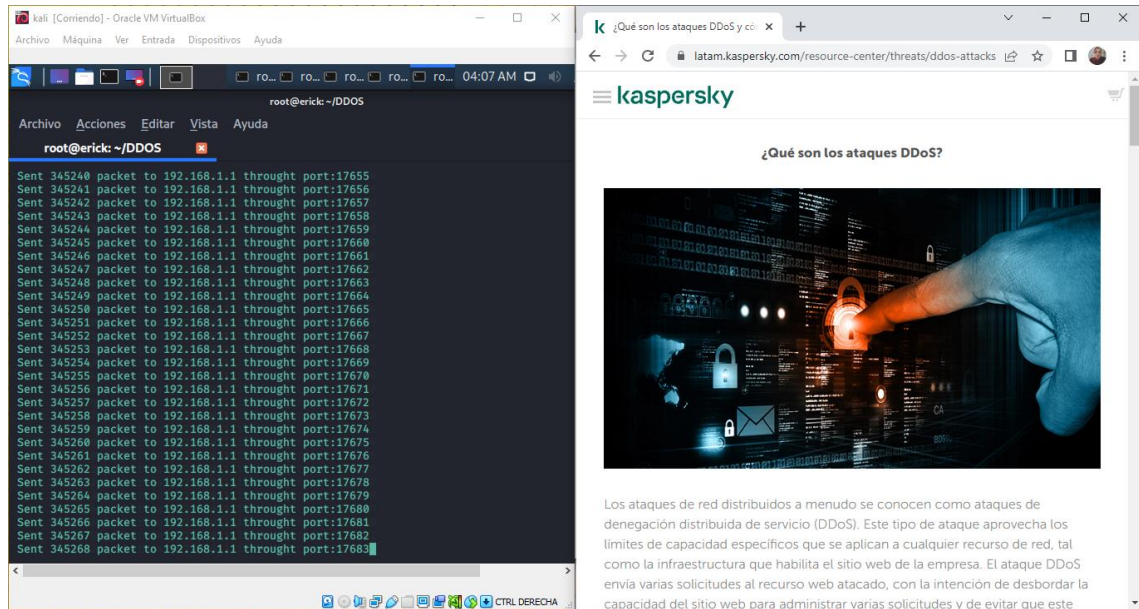 kali [Corriendo] - Oracle VM VirtualBox
Archivo Máquina Ver Entrada Dispositivos Ayuda
ro... ro... ro... ro... ro... 04:07 AM
root@erick: ~/DDOS
Archivo Acciones Editar Vista Ayuda
root@erick: ~/DDOS
Sent 345240 packet to 192.168.1.1 throught port:17655
Sent 345241 packet to 192.168.1.1 throught port:17656
Sent 345242 packet to 192.168.1.1 throught port:17657
Sent 345243 packet to 192.168.1.1 throught port:17658
Sent 345244 packet to 192.168.1.1 throught port:17659
Sent 345245 packet to 192.168.1.1 throught port:17660
Sent 345246 packet to 192.168.1.1 throught port:17661
Sent 345247 packet to 192.168.1.1 throught port:17662
Sent 345248 packet to 192.168.1.1 throught port:17663
Sent 345249 packet to 192.168.1.1 throught port:17664
Sent 345250 packet to 192.168.1.1 throught port:17665
Sent 345251 packet to 192.168.1.1 throught port:17666
Sent 345252 packet to 192.168.1.1 throught port:17667
Sent 345253 packet to 192.168.1.1 throught port:17668
Sent 345254 packet to 192.168.1.1 throught port:17669
Sent 345255 packet to 192.168.1.1 throught port:17670
Sent 345256 packet to 192.168.1.1 throught port:17671
Sent 345257 packet to 192.168.1.1 throught port:17672
Sent 345258 packet to 192.168.1.1 throught port:17673
Sent 345259 packet to 192.168.1.1 throught port:17674
Sent 345260 packet to 192.168.1.1 throught port:17675
Sent 345261 packet to 192.168.1.1 throught port:17676
Sent 345262 packet to 192.168.1.1 throught port:17677
Sent 345263 packet to 192.168.1.1 throught port:17678
Sent 345264 packet to 192.168.1.1 throught port:17679
Sent 345265 packet to 192.168.1.1 throught port:17680
Sent 345266 packet to 192.168.1.1 throught port:17681
Sent 345267 packet to 192.168.1.1 throught port:17682
Sent 345268 packet to 192.168.1.1 throught port:17683
CTRL DERECHA
¿Qué son los ataques DDoS y có
latam.kaspersky.com/resource-center/threats/ddos-attacks
kaspersky
¿Qué son los ataques DDoS?
Los ataques de red distribuidos a menudo se conocen como ataques de
denegación distribuida de servicio (DDoS). Este tipo de ataque aprovecha los
límites de capacidad específicos que se aplican a cualquier recurso de red, tal
como la infraestructura que habilita el sitio web de la empresa. El ataque DDoS
envía varias solicitudes al recurso web atacado, con la intención de desbordar la
capacidad del sitio web para administrar varias solicitudes y de evitar que este